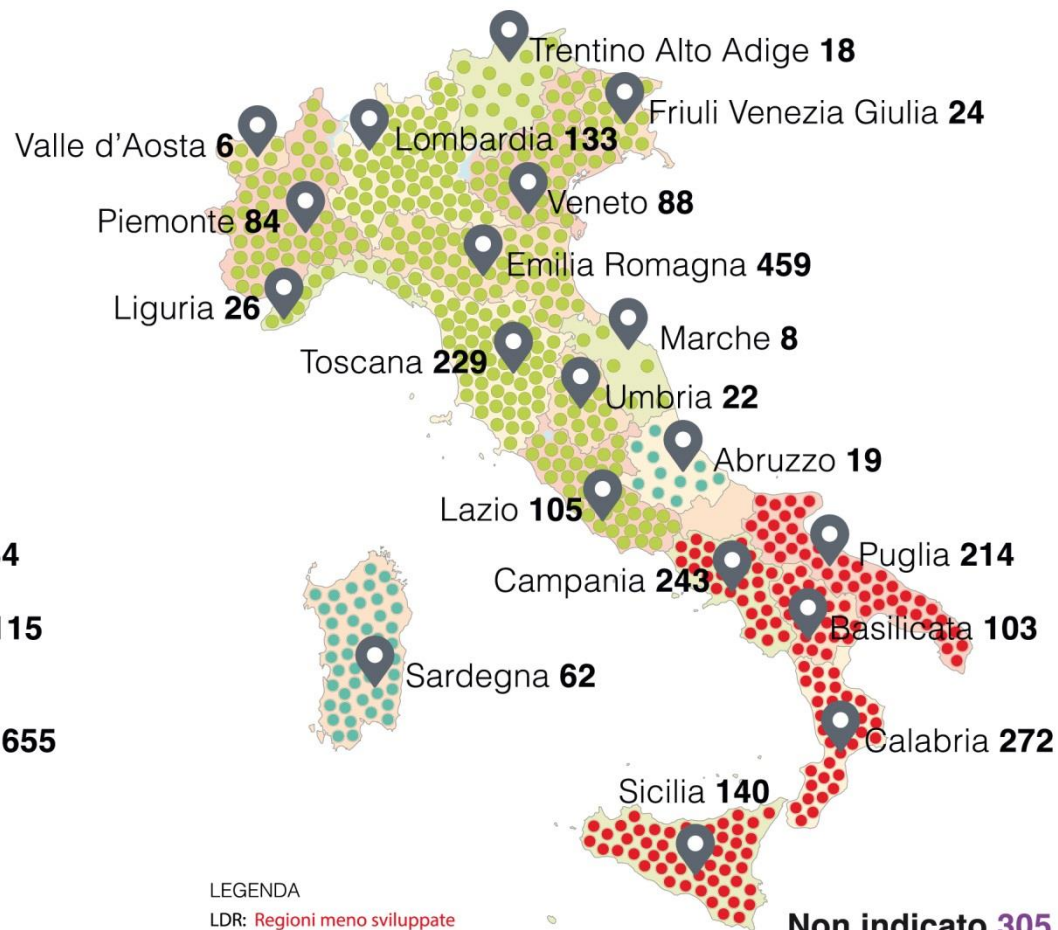 Trentino Alto Adige 18
Friuli Venezia Giulia 24
Valle d'Aosta 6
Lombardia 133
Veneto 88
Piemonte 84
Emilia Romagna 459
Liguria 26
Marche 8
Toscana 229
Umbria 22
Abruzzo 19
Lazio 105
Puglia 214
Campania 243
Basilicata 103
Sardegna 62
Calabria 272
Sicilia 140
655
LEGENDA
LDR: Regioni meno sviluppate
Non indicato 305